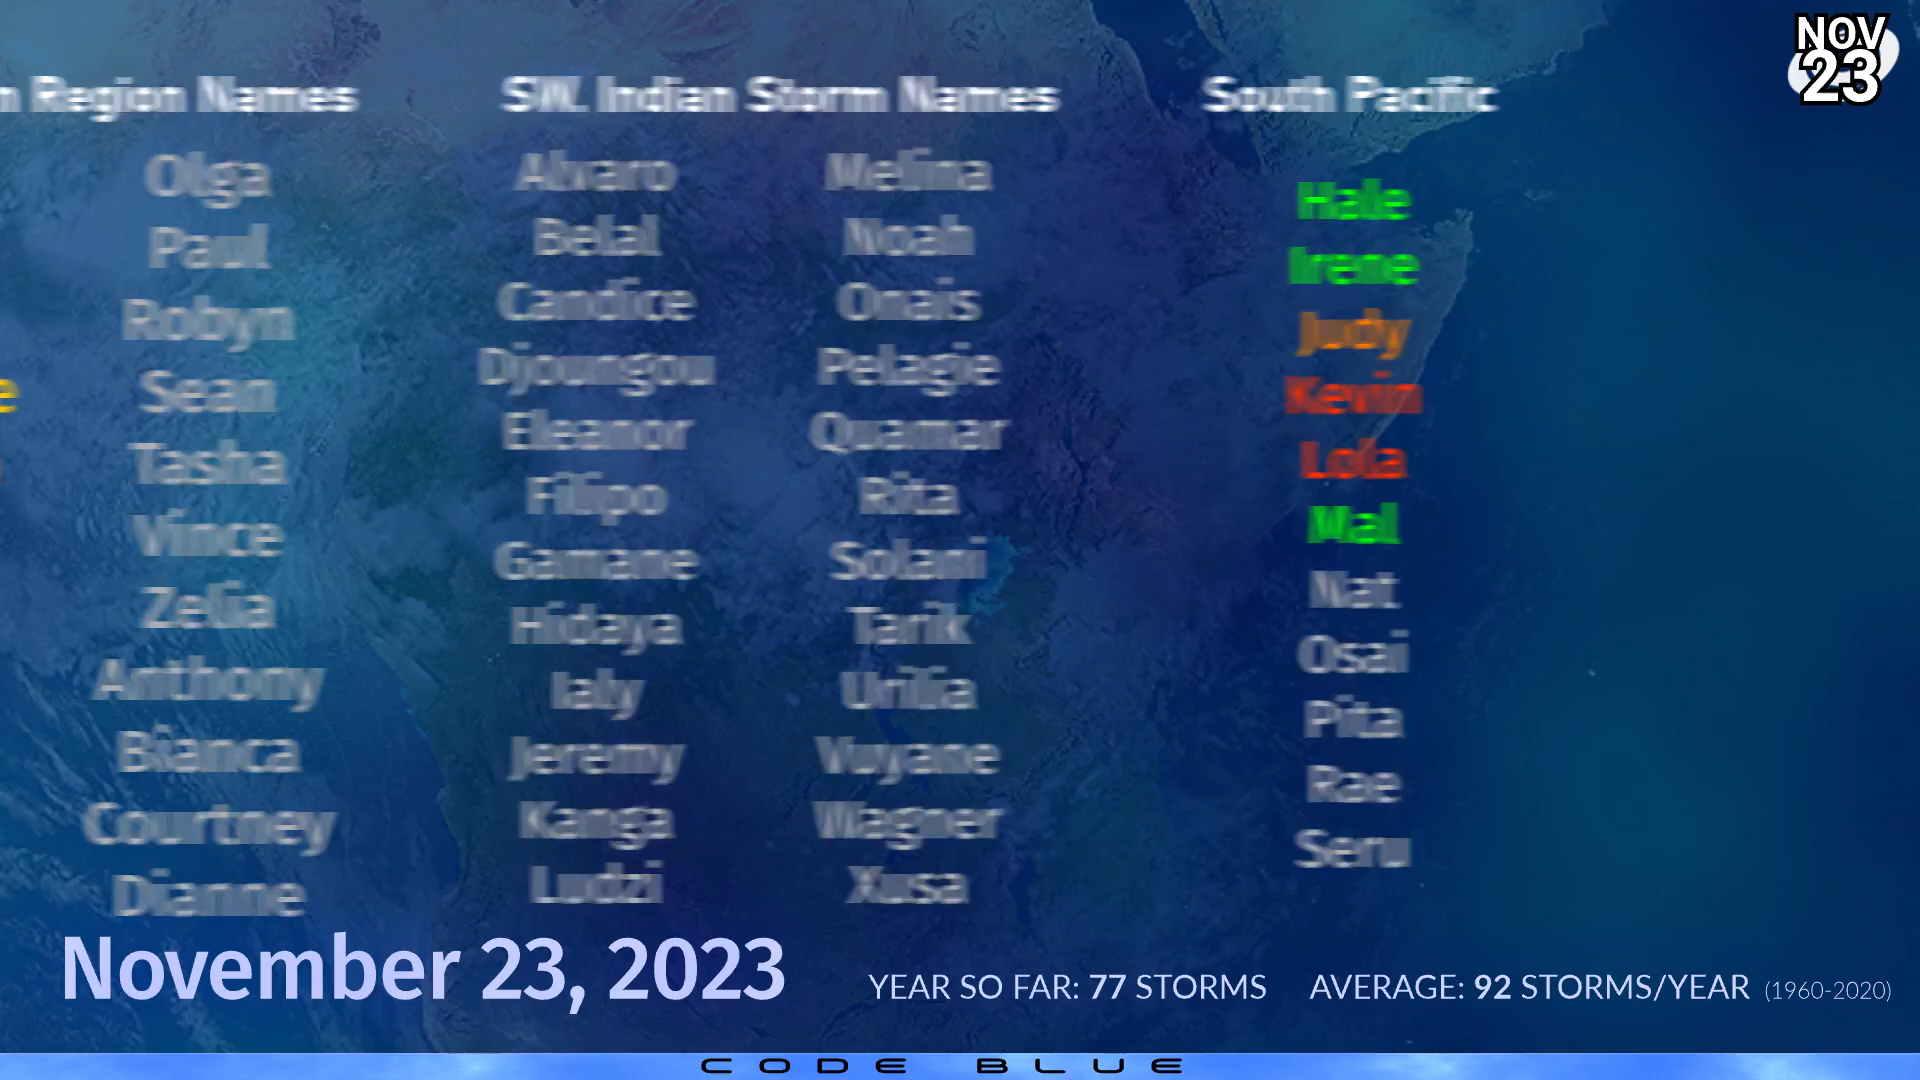 NOV
23
n Region Names
Olga
Paul
Robyn
Sean
Tasha
Vince
Zelia
Anthony
Bianca
Courtney
Dianne
SW. Indian Storm Names
Alvaro
Belal
Candice
Djoungou
Eleanor
Filipo
Gamane
Hidaya
Ialy
Jeremy
Kanga
Ludzi
Melina
Noah
Onais
Pelagie
Quamar
Rita
Solani
Tarik
Urilia
Vuyane
Wagner
Xusa
South Pacific
Hale
Irene
Judy
Kevin
Lola
Mal
Nat
Osai
Pita
Rae
Seru
e
November 23, 2023
YEAR SO FAR: 77 STORMS
AVERAGE: 92 STORMS/YEAR (1960-2020)
CODE BLUE